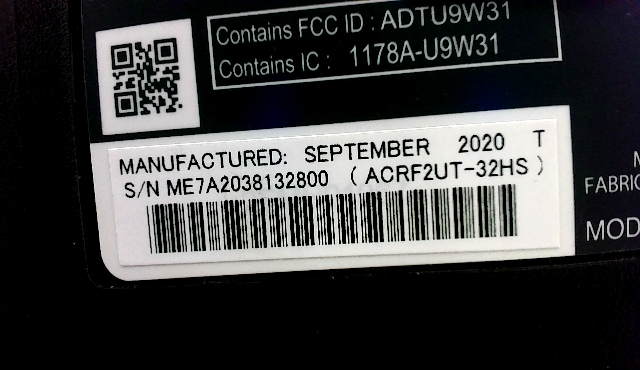 Contains FCC ID : ADTU9W31
Contains IC : 1178A-U9W31
MANUFACTURED: SEPTEMBER 2020 T
S/N ME7A2038132800 ( ACRF2UT-32HS )
FABRIC
MOD